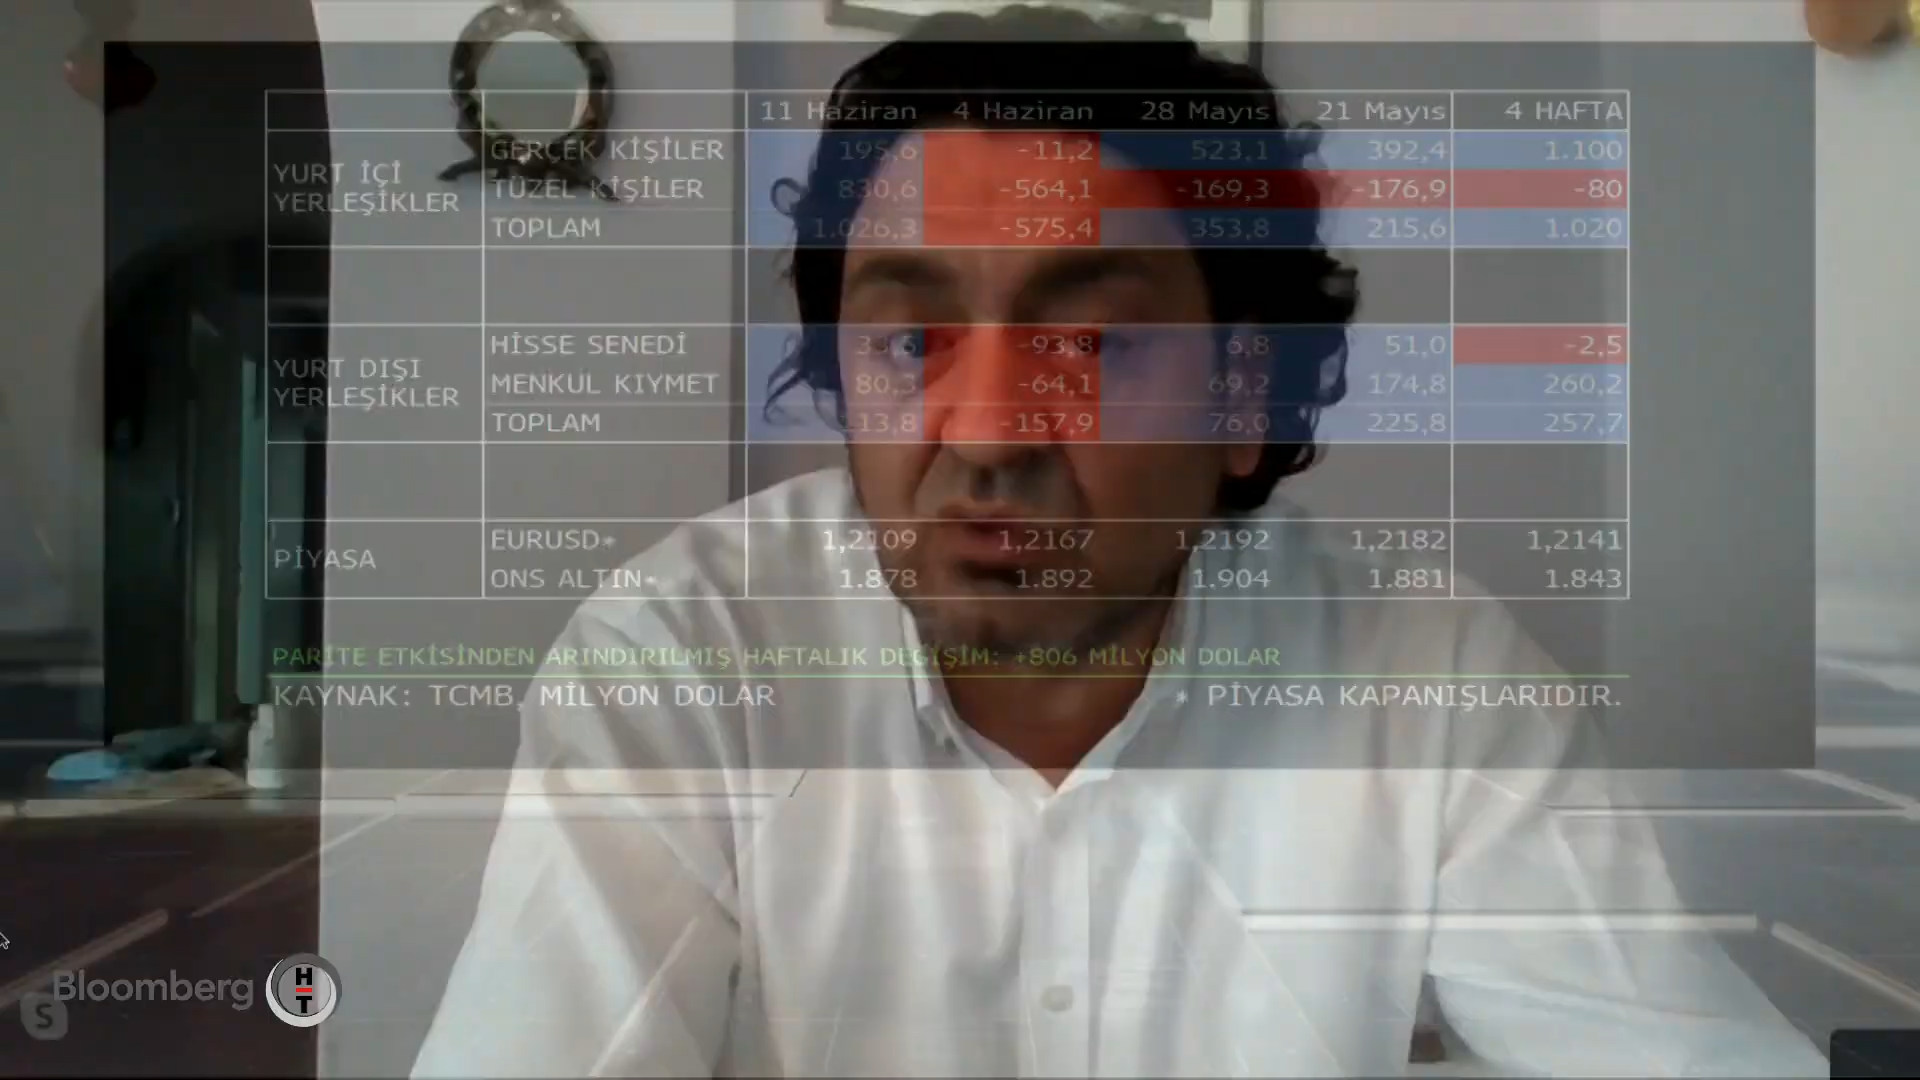 11 Haziran 4 Haziran 28 Mayıs 21 Mayıs 4 HAFTA
YURT İÇİ YERLEŞİKLER
GERÇEK KİŞİLER 195,6 -11,2 523,1 392,4 1.100
TÜZEL KİŞİLER 830,6 -564,1 -169,3 -176,9 -80
TOPLAM 1.026,3 -575,4 353,8 215,6 1.020
YURT DIŞI YERLEŞİKLER
HİSSE SENEDİ -93,8 6,8 51,0 -2,5
MENKUL KIYMET 80,3 -64,1 69,2 174,8 260,2
TOPLAM -157,9 76,0 225,8 257,7
PİYASA
EURUSD* 1,2109 1,2167 1,2192 1,2182 1,2141
ONS ALTIN* 1.878 1.892 1.904 1.881 1.843
PARİTE ETKİSİNDEN ARINDIRILMIŞ HAFTALIK DEĞİŞİM: +806 MİLYON DOLAR
KAYNAK: TCMB, MİLYON DOLAR * PİYASA KAPANIŞLARIDIR.
Bloomberg HT
S